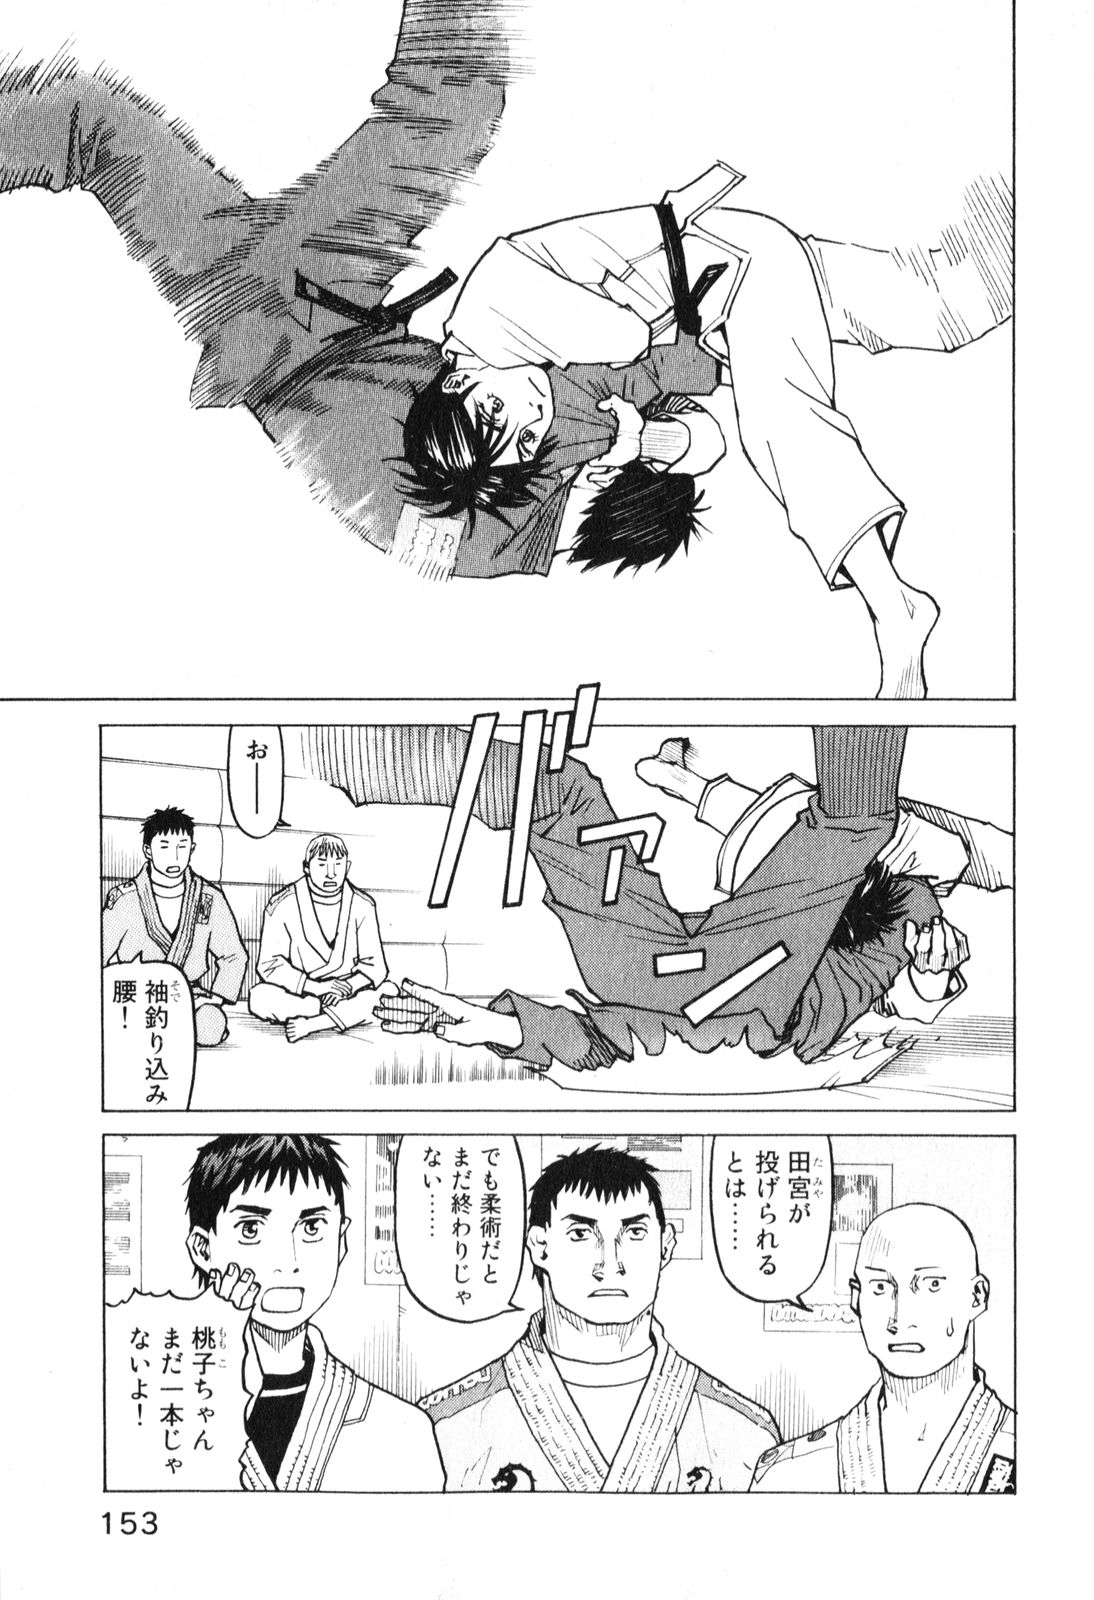 ズ
ダァン
お――
袖釣り込み
腰！
田宮が
投げられる
とは……
でも柔術だと
まだ終わりじゃ
ない……
桃子ちゃん
まだ一本じゃ
ないよ！
153